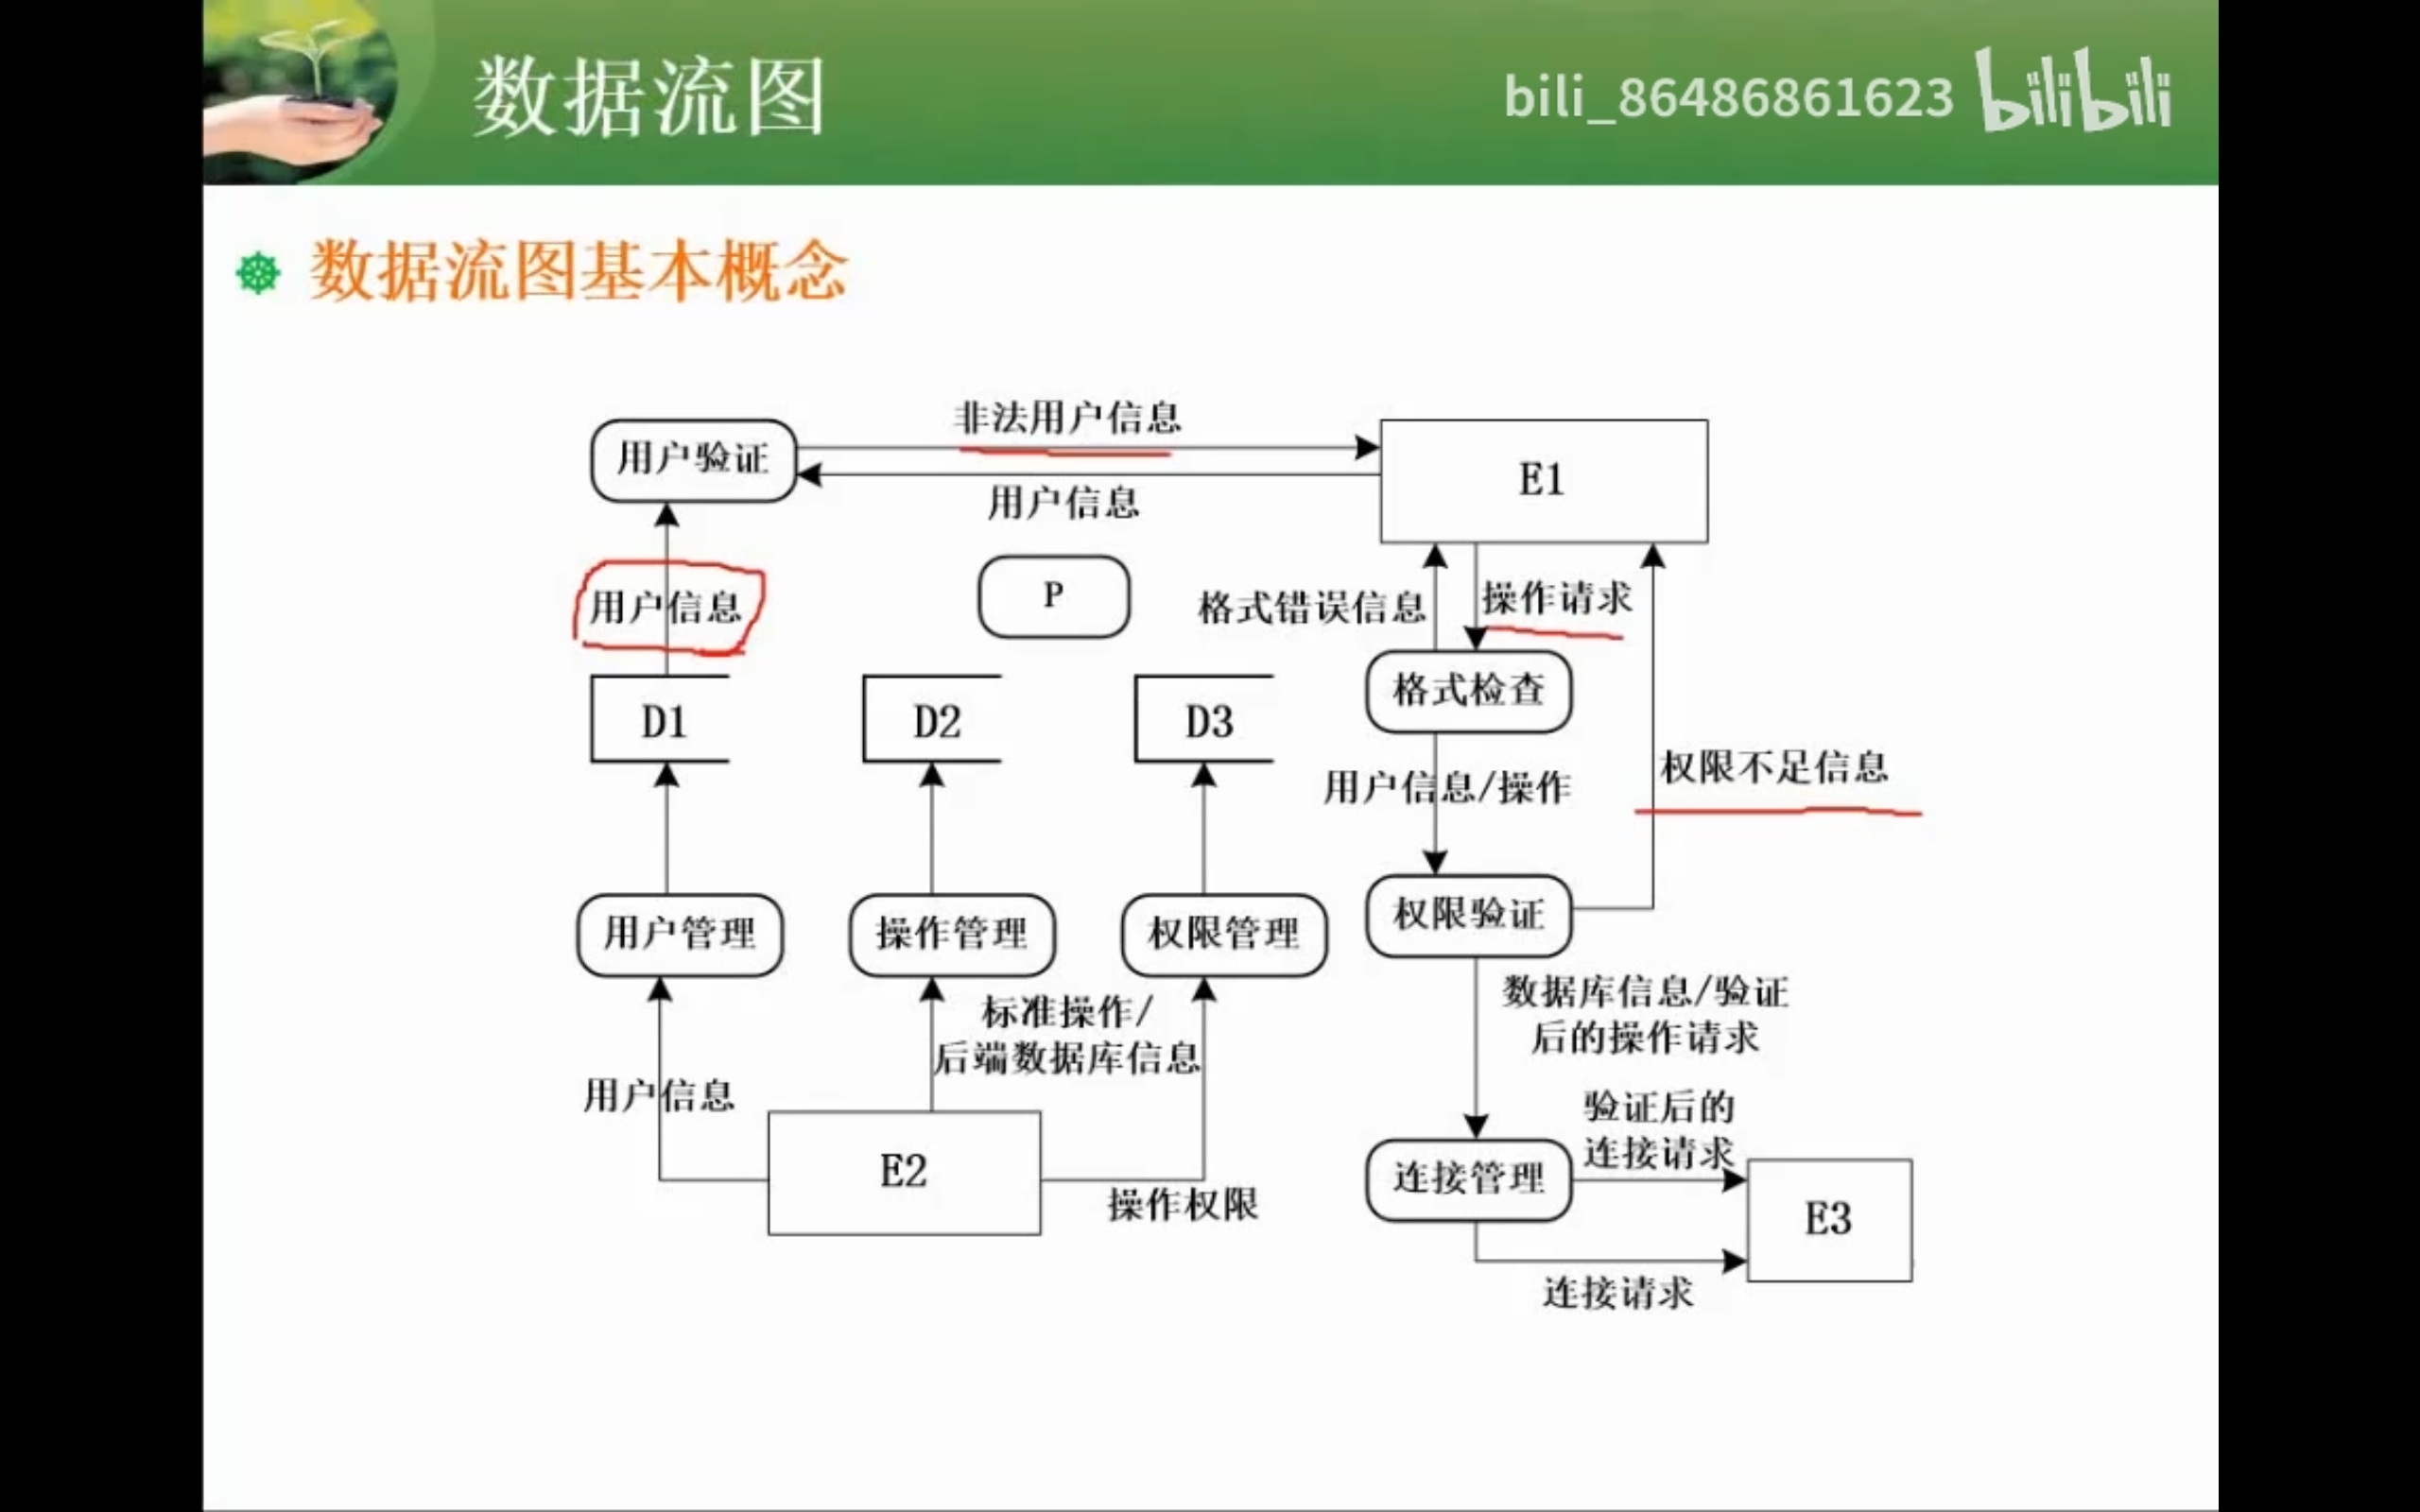 数据流图
bili_86486861623 bilibili
数据流图基本概念
非法用户信息
用户验证
E1
用户信息
用户信息
P
格式错误信息
操作请求
格式检查
D1
D2
D3
用户信息/操作
权限不足信息
用户管理
操作管理
权限管理
权限验证
标准操作/
后端数据库信息
数据库信息/验证
后的操作请求
用户信息
E2
操作权限
验证后的
连接请求
连接管理
E3
连接请求